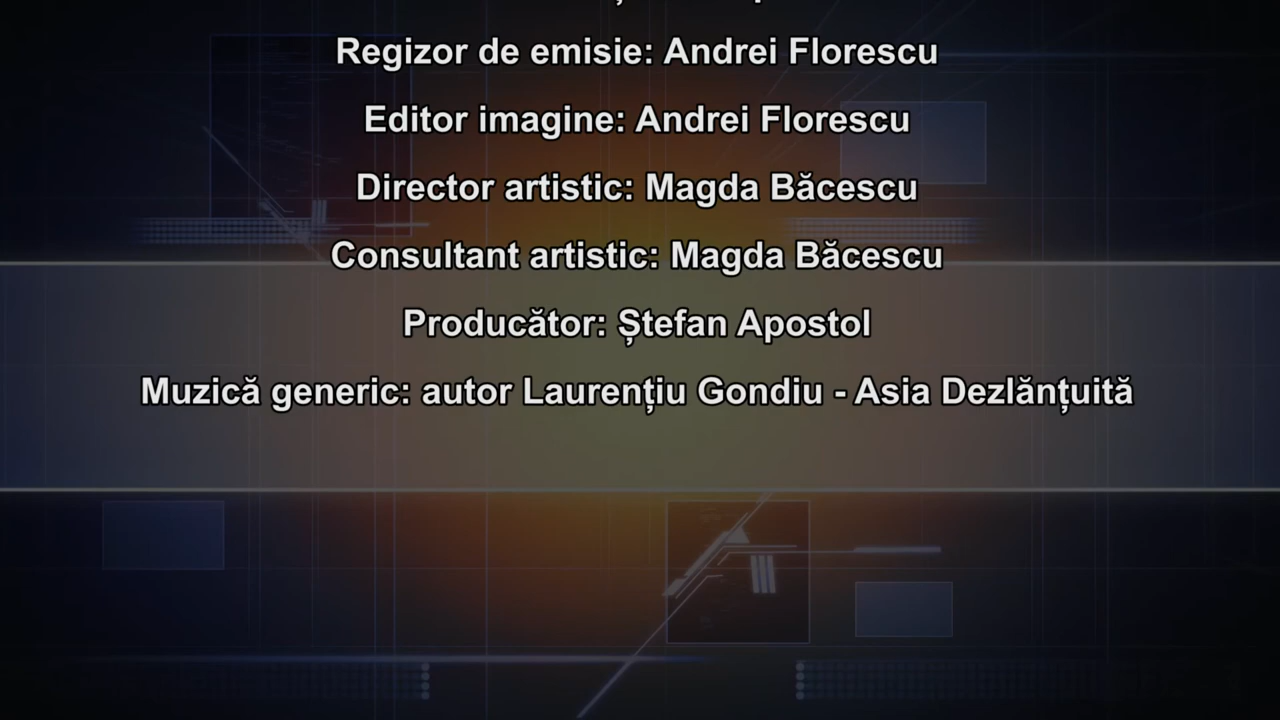 Regizor de emisie: Andrei Florescu
Editor imagine: Andrei Florescu
Director artistic: Magda Băcescu
Consultant artistic: Magda Băcescu
Producător: Ștefan Apostol
Muzică generic: autor Laurențiu Gondiu - Asia Dezlănțuită